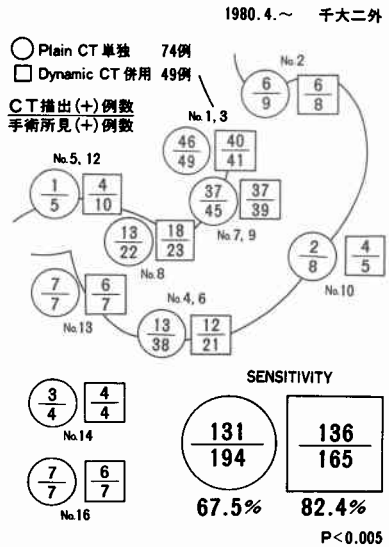 1980.4.～ 千大二外
○ Plain CT 単独 74例
□ Dynamic CT 併用 49例
CT描出(+)例数
手術所見(+)例数
No.2
6
9
6
8
No.1, 3
46
49
40
41
No.5, 12
1
5
4
10
37
45
37
39
No.7, 9
13
22
18
23
No.8
2
8
4
5
No.10
7
7
6
7
No.13
No.4, 6
13
38
12
21
3
4
4
4
No.14
7
7
6
7
No.16
SENSITIVITY
131
194
136
165
67.5% 82.4%
P<0.005